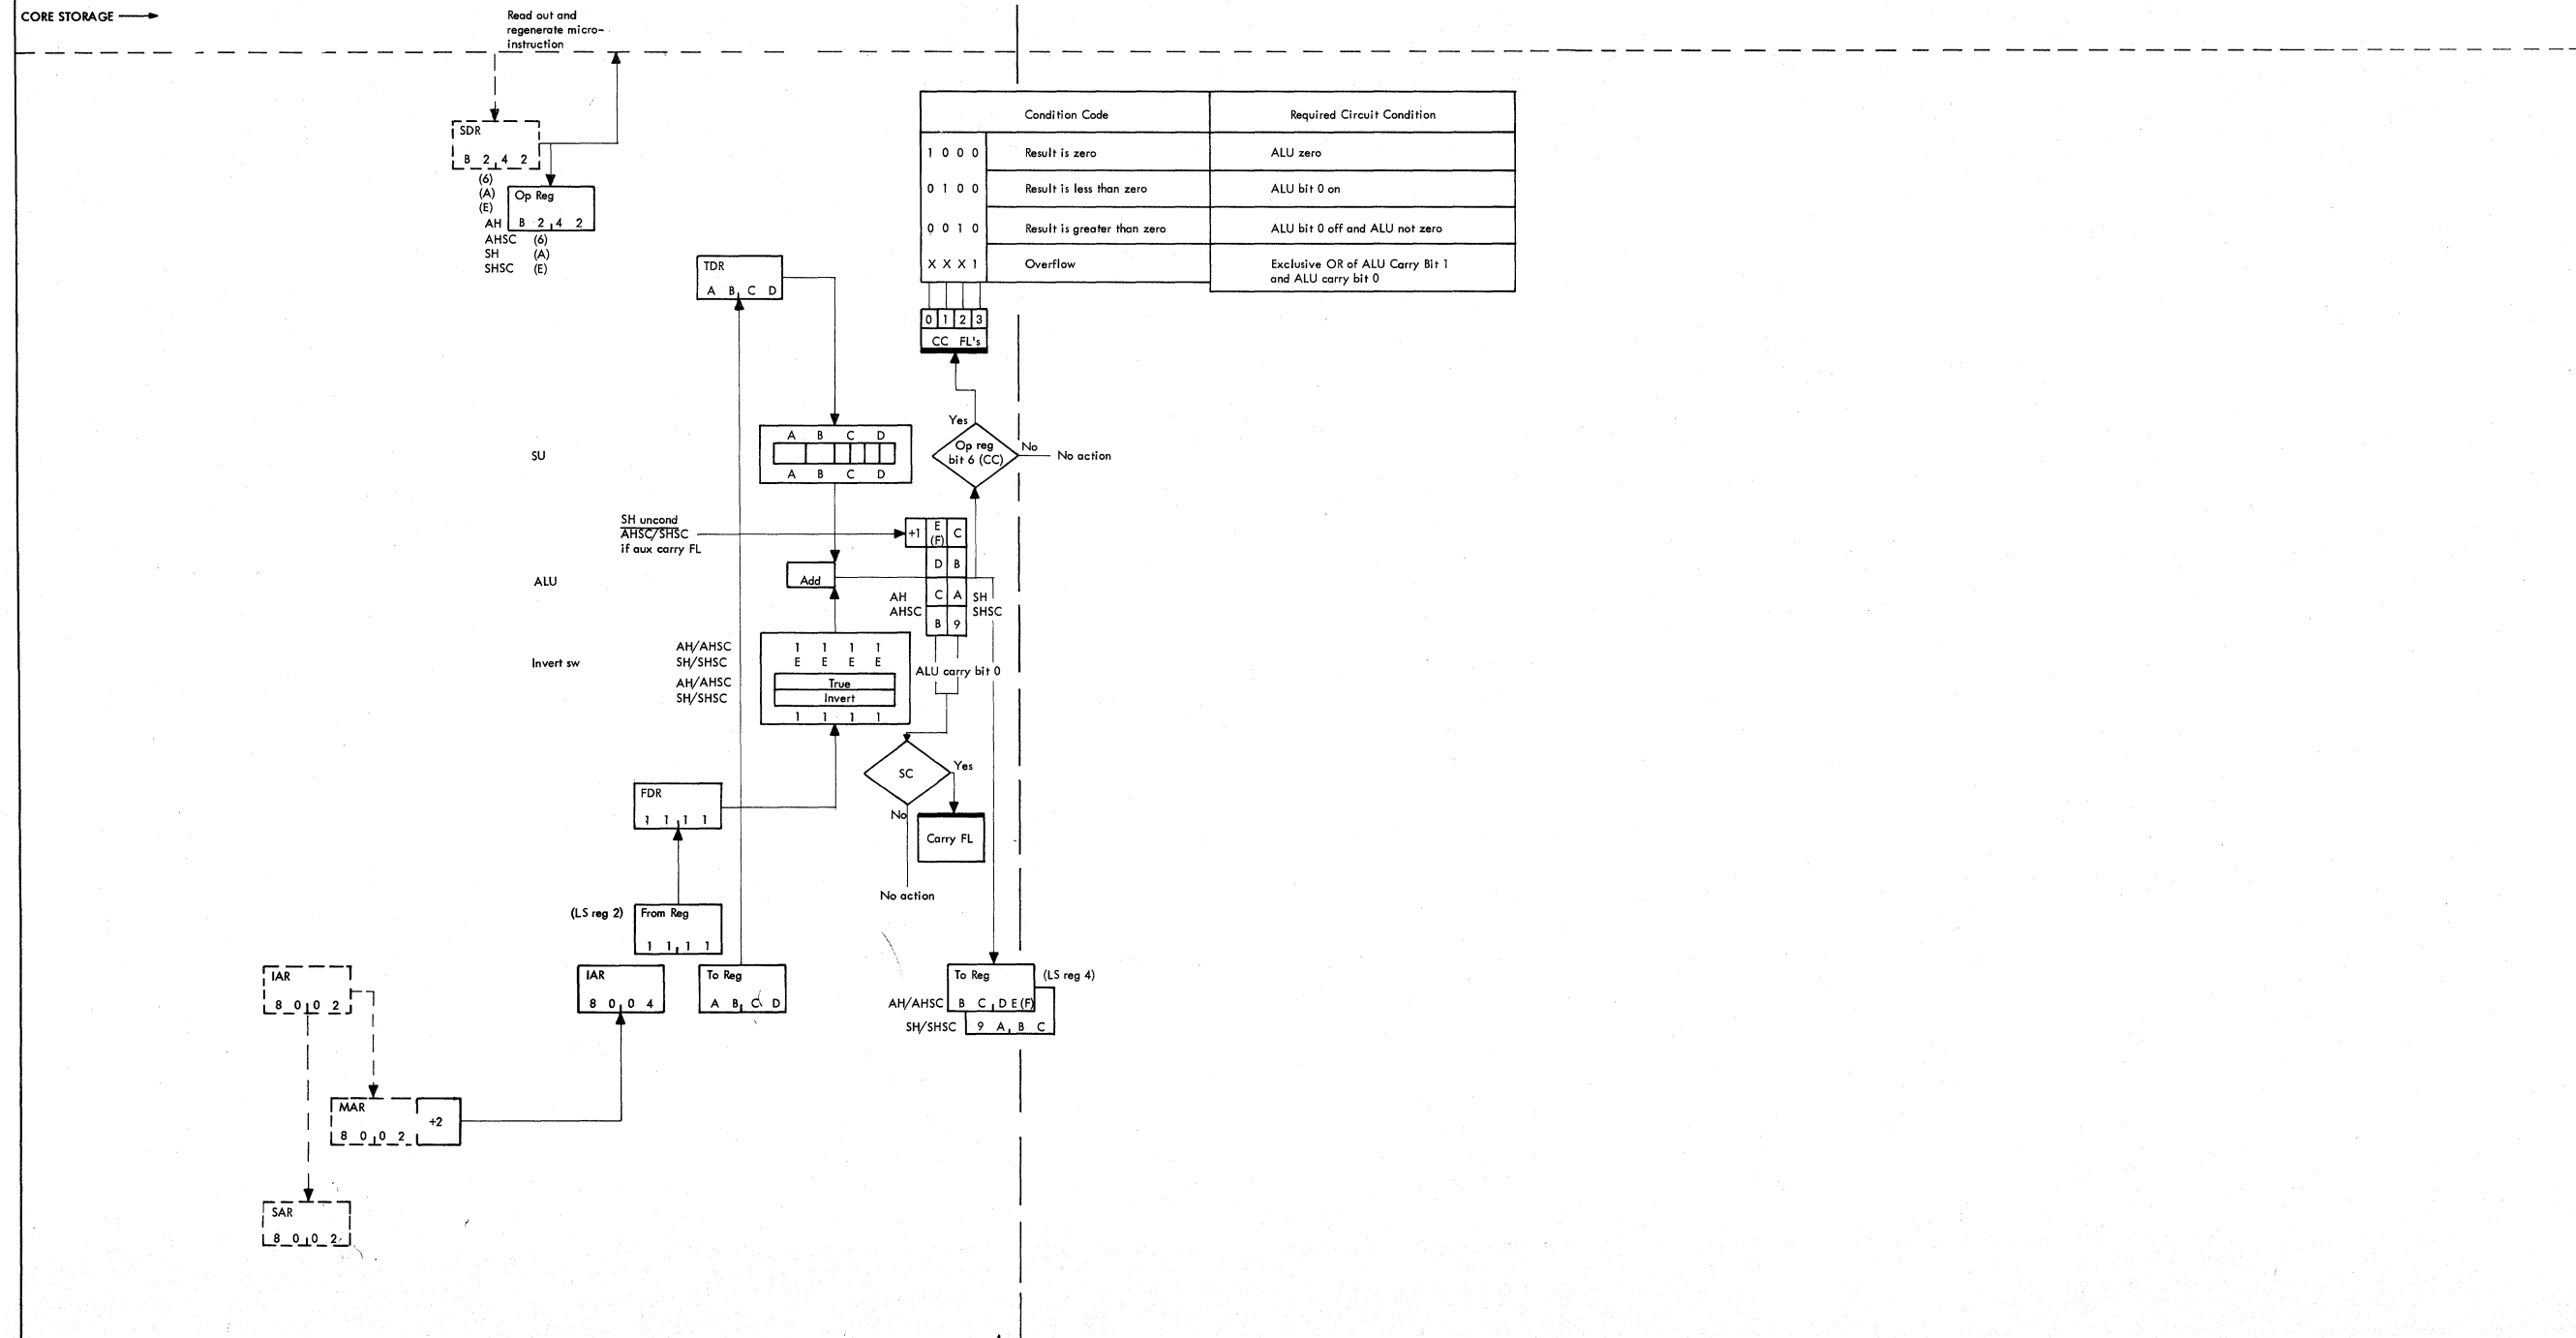 CORE STORAGE
Read out and
regenerate micro-
instruction
SDR
B 2 4 2
(6)
(A)
(E)
Op Reg
AH B 2 4 2
AHSC (6)
SH (A)
SHSC (E)
TDR
A B C D
Condition Code Required Circuit Condition
1 0 0 0 Result is zero ALU zero
0 1 0 0 Result is less than zero ALU bit 0 on
0 0 1 0 Result is greater than zero ALU bit 0 off and ALU not zero
X X X 1 Overflow Exclusive OR of ALU Carry Bit 1
and ALU carry bit 0
0 1 2 3
CC FL's
Yes
Op reg
bit 6 (CC)
No
No action
SU
A B C D
A B C D
SH uncond
AHSC/SHSC
if aux carry FL
+1 E (F) C
D B
C A
B 9
AH
AHSC
SH
SHSC
ALU
Add
Invert sw
AH/AHSC 1 1 1 1
SH/SHSC E E E E
AH/AHSC True
SH/SHSC Invert
1 1 1 1
ALU carry bit 0
SC
Yes
No
Carry FL
No action
FDR
1 1 1 1
(LS reg 2)
From Reg
1 1 1 1
IAR
8 0 0 2
IAR
8 0 0 4
To Reg
A B C D
To Reg
(LS reg 4)
AH/AHSC B C D E (F)
SH/SHSC 9 A B C
MAR
8 0 0 2
+2
SAR
8 0 0 2